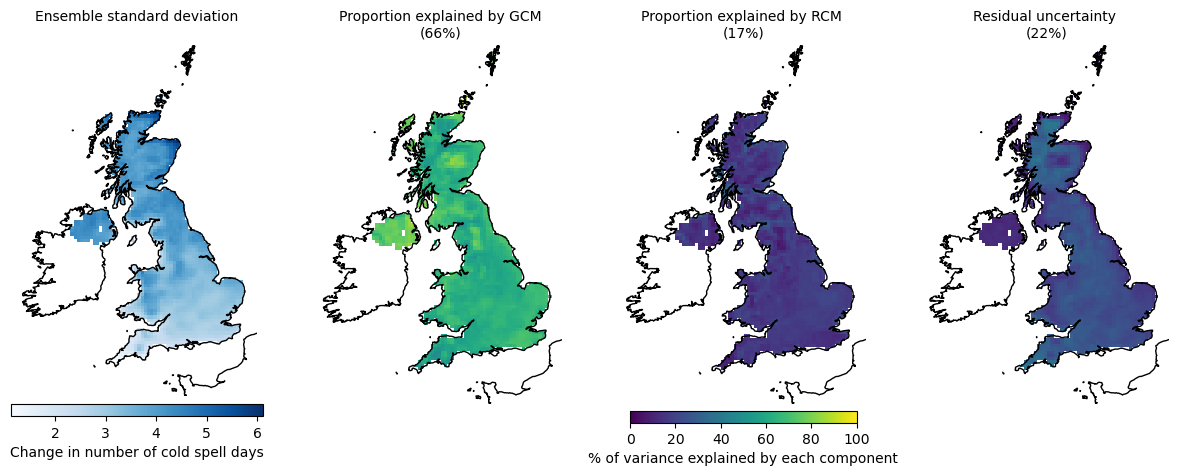 Ensemble standard deviation
Proportion explained by GCM
(66%)
Proportion explained by RCM
(17%)
Residual uncertainty
(22%)
2 3 4 5 6
Change in number of cold spell days
0 20 40 60 80 100
% of variance explained by each component